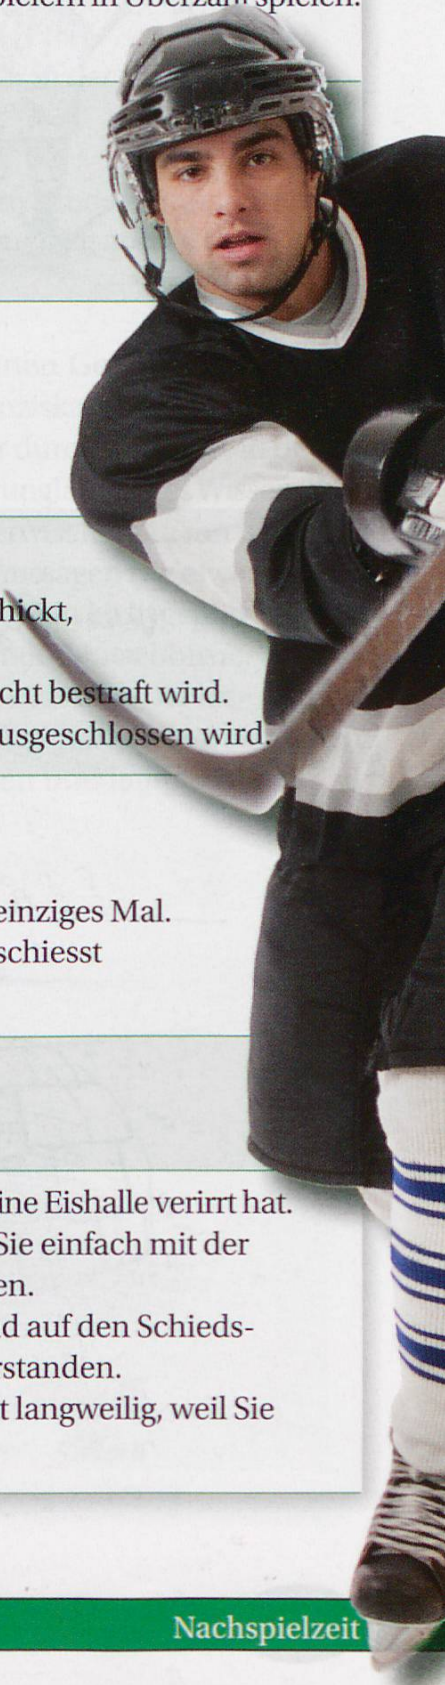 in Überzahl spielen.
hickt,
cht bestraft wird.
usgeschlossen wird.
einziges Mal.
schiesst
ine Eishalle verirrt hat.
Sie einfach mit der
en.
d auf den Schieds-
rstanden.
t langweilig, weil Sie
Nachspielzeit